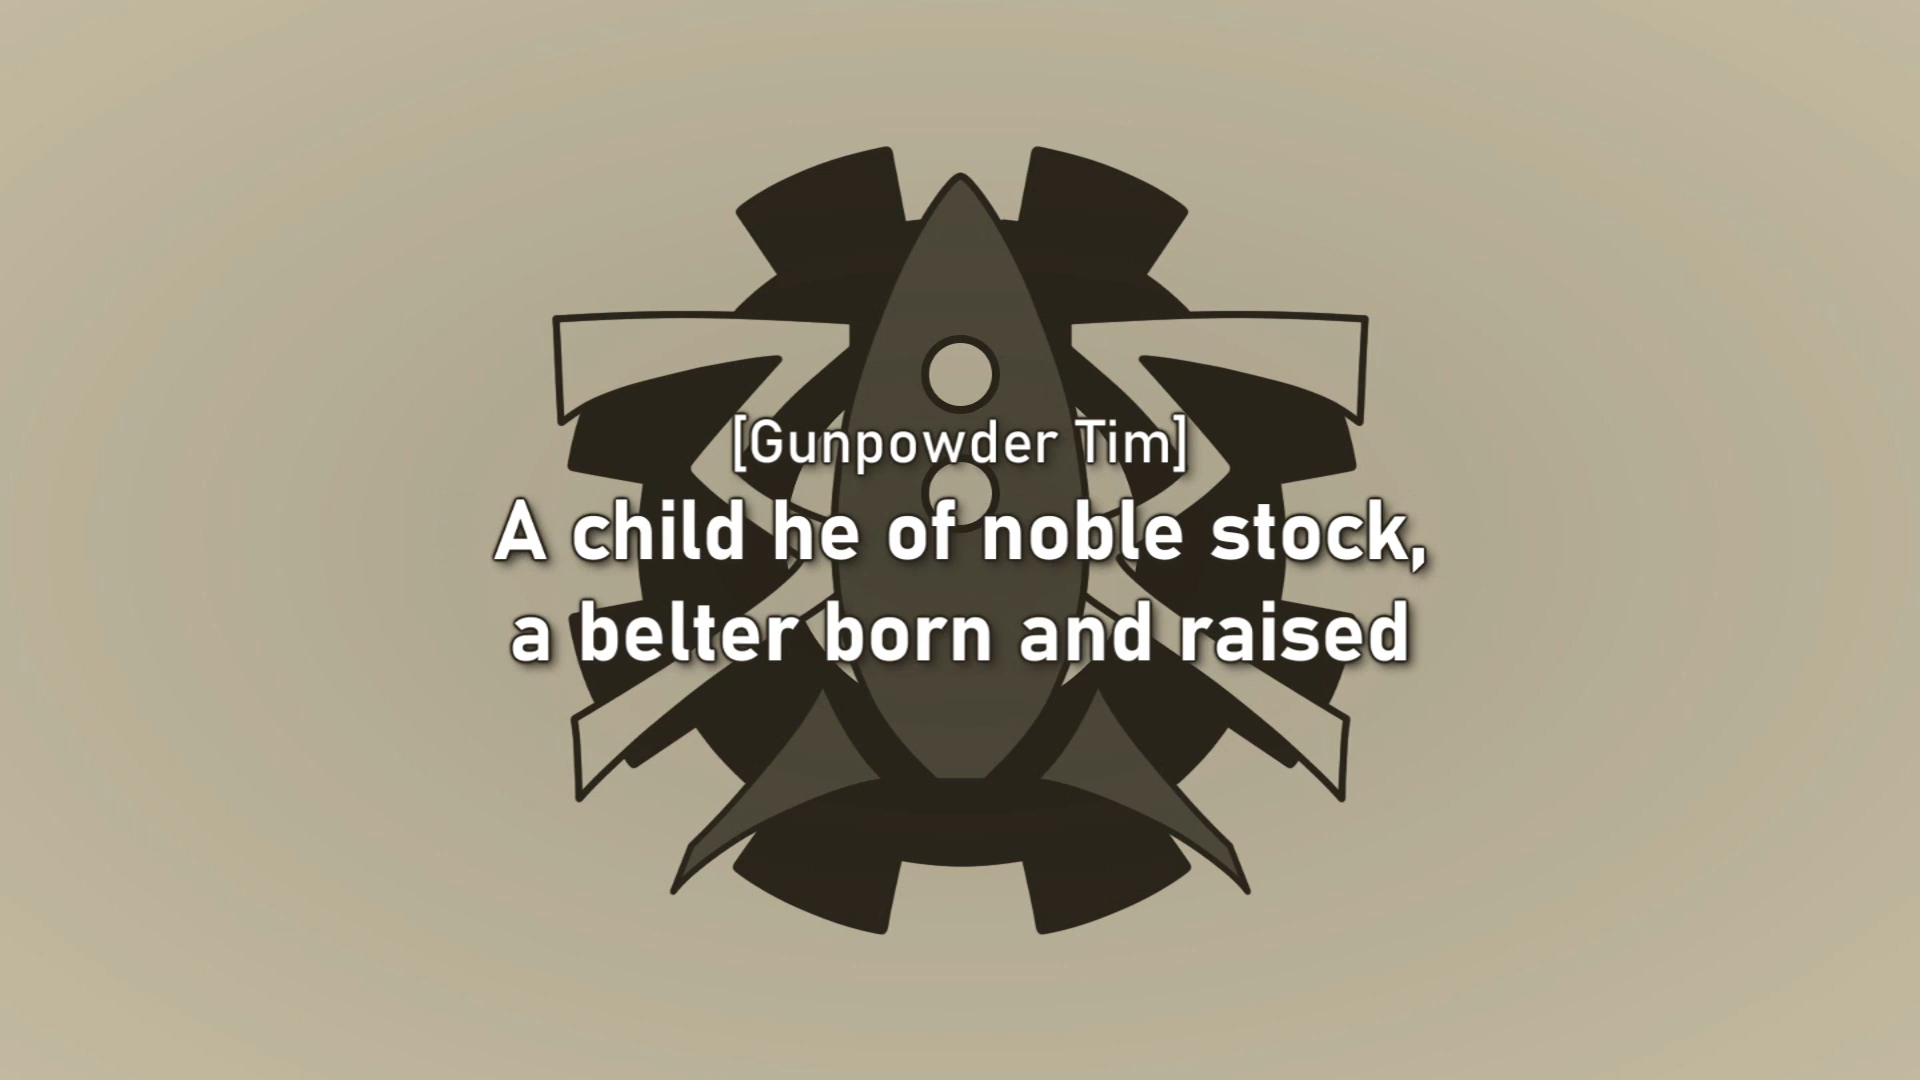 [Gunpowder Tim]
A child he of noble stock,
a belter born and raised